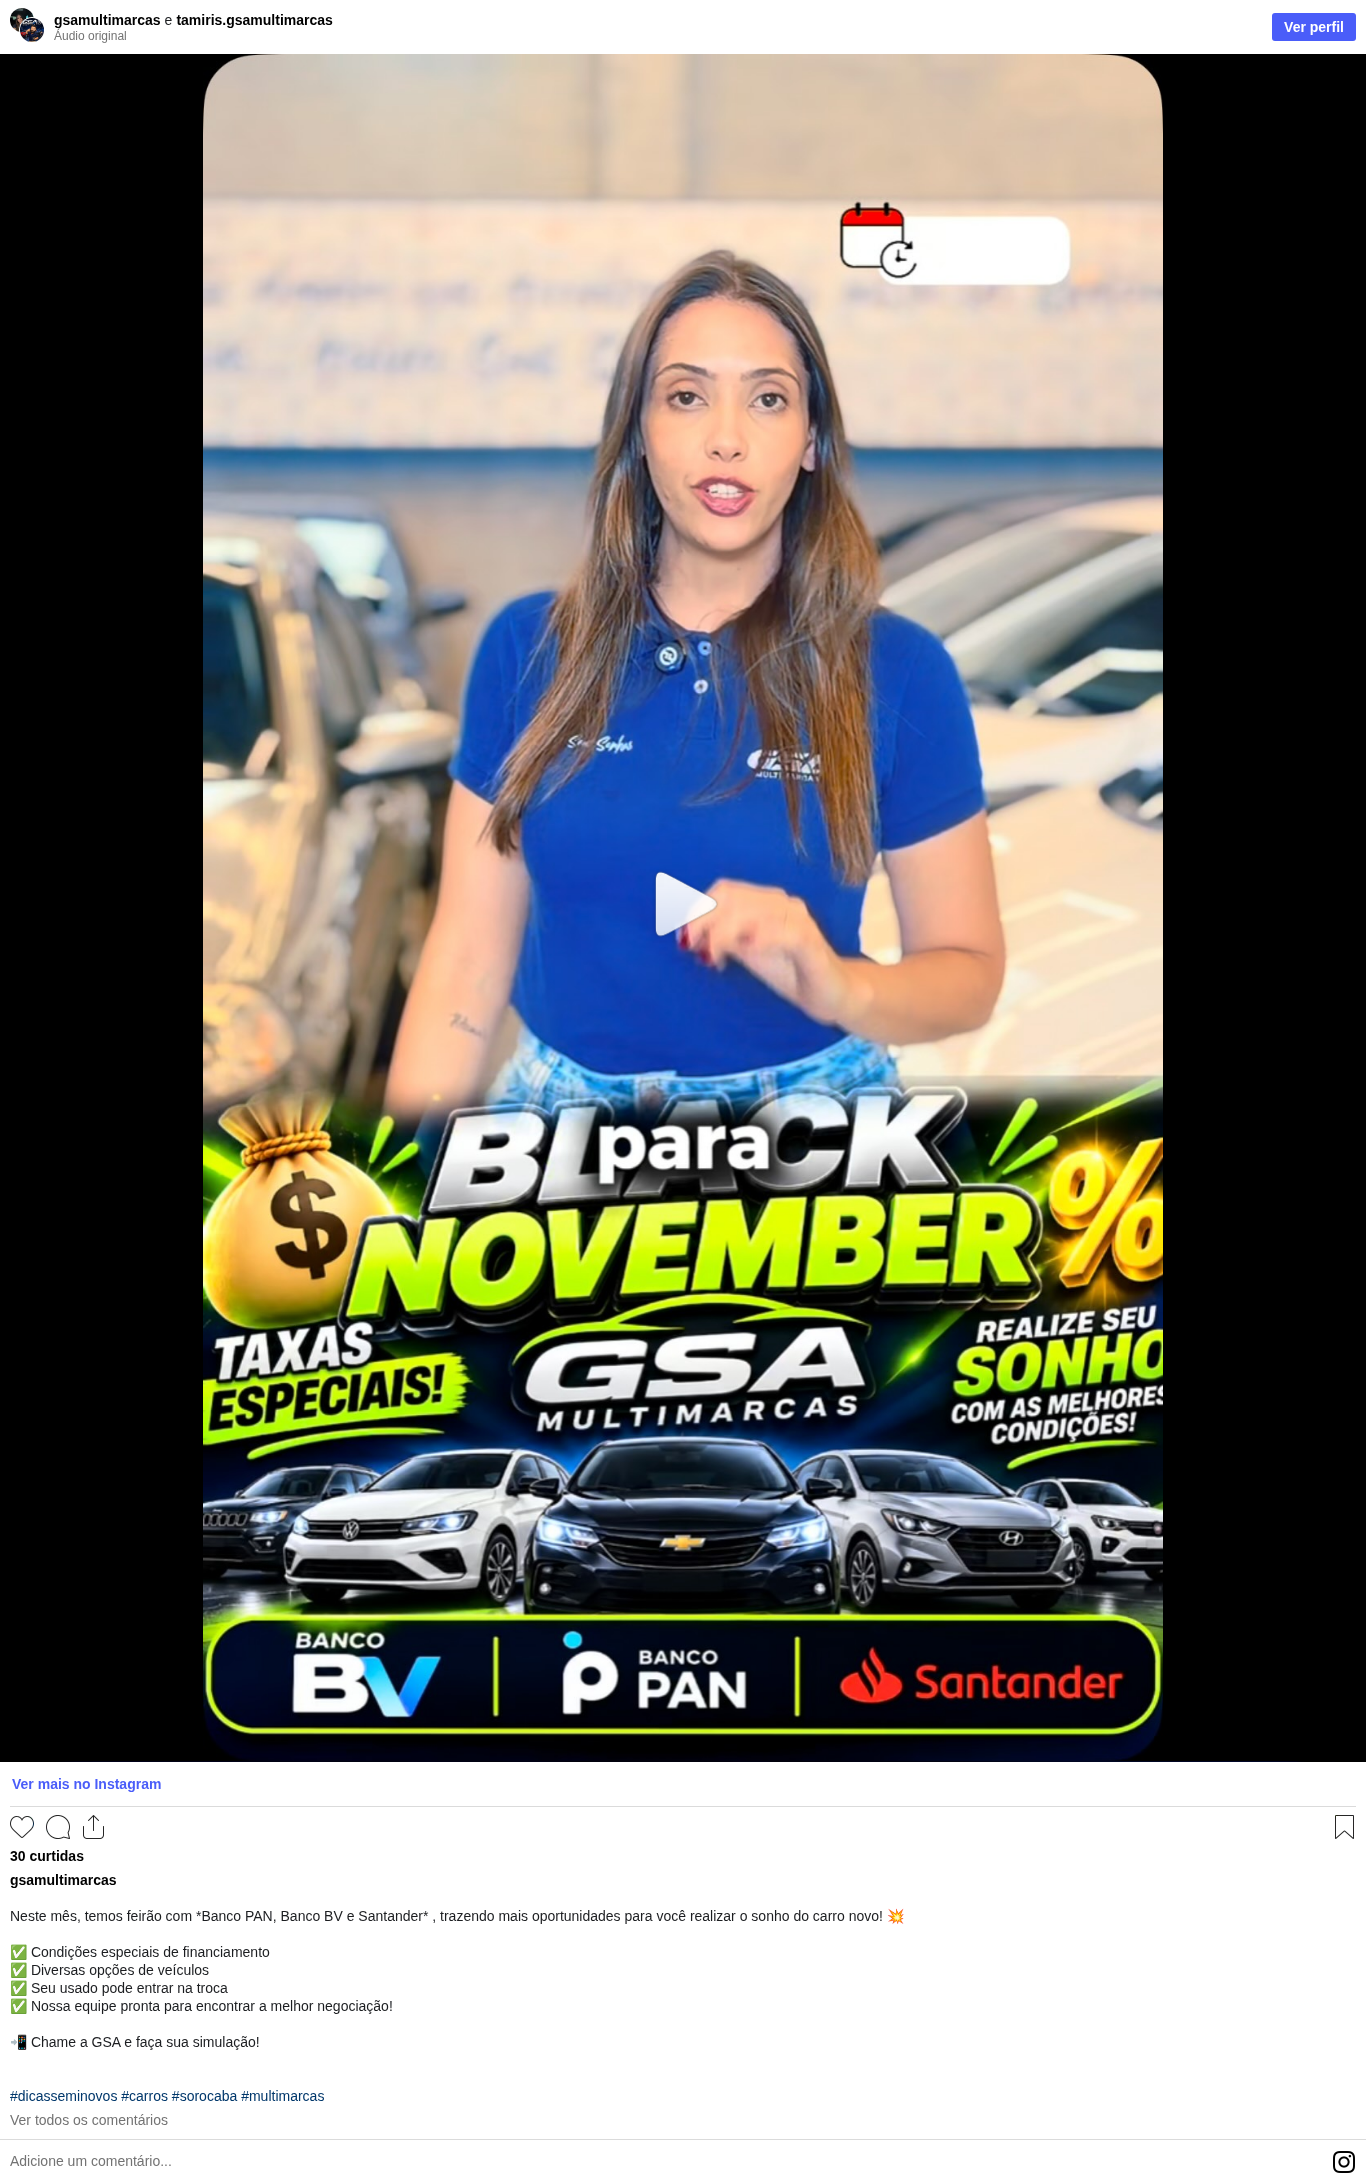 gsamultimarcas e tamiris.gsamultimarcas
Áudio original
Ver perfil
GSA
MULTIMARCAS
para
NOVEMBER
%
$
TAXAS
ESPECIAIS!
GSA
MULTIMARCAS
REALIZE SEU
SONHO
COM AS MELHORES
CONDIÇÕES!
BANCO
BV
BANCO
PAN
Santander
Ver mais no Instagram
30 curtidas
gsamultimarcas
Neste mês, temos feirão com *Banco PAN, Banco BV e Santander* , trazendo mais oportunidades para você realizar o sonho do carro novo! 💥
✅ Condições especiais de financiamento
✅ Diversas opções de veículos
✅ Seu usado pode entrar na troca
✅ Nossa equipe pronta para encontrar a melhor negociação!
📲 Chame a GSA e faça sua simulação!
#dicasseminovos #carros #sorocaba #multimarcas
Ver todos os comentários
Adicione um comentário...